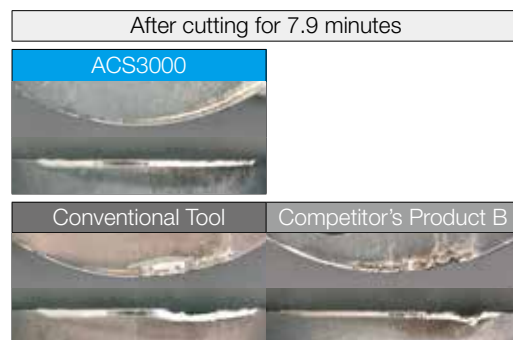 After cutting for 7.9 minutes
ACS3000
Conventional Tool
Competitor's Product B